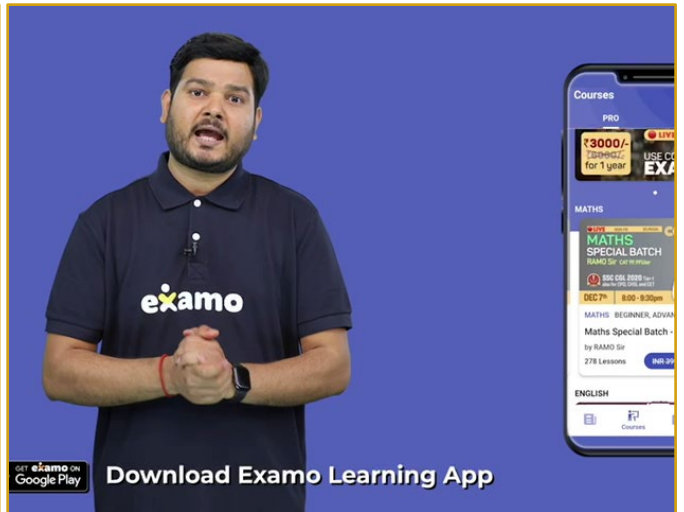 examo
GET examo ON
Google Play
Download Examo Learning App
Courses
PRO
LIVE
₹3000/-
for 1 year
USE CO
EXA
MATHS
LIVE
MATHS
SPECIAL BATCH
RAMO Sir
SSC CGL 2020 Tier-1
DEC 7th 8:00 - 9:30pm
MATHS BEGINNER, ADVAN
Maths Special Batch -
by RAMO Sir
278 Lessons
ENGLISH
Courses